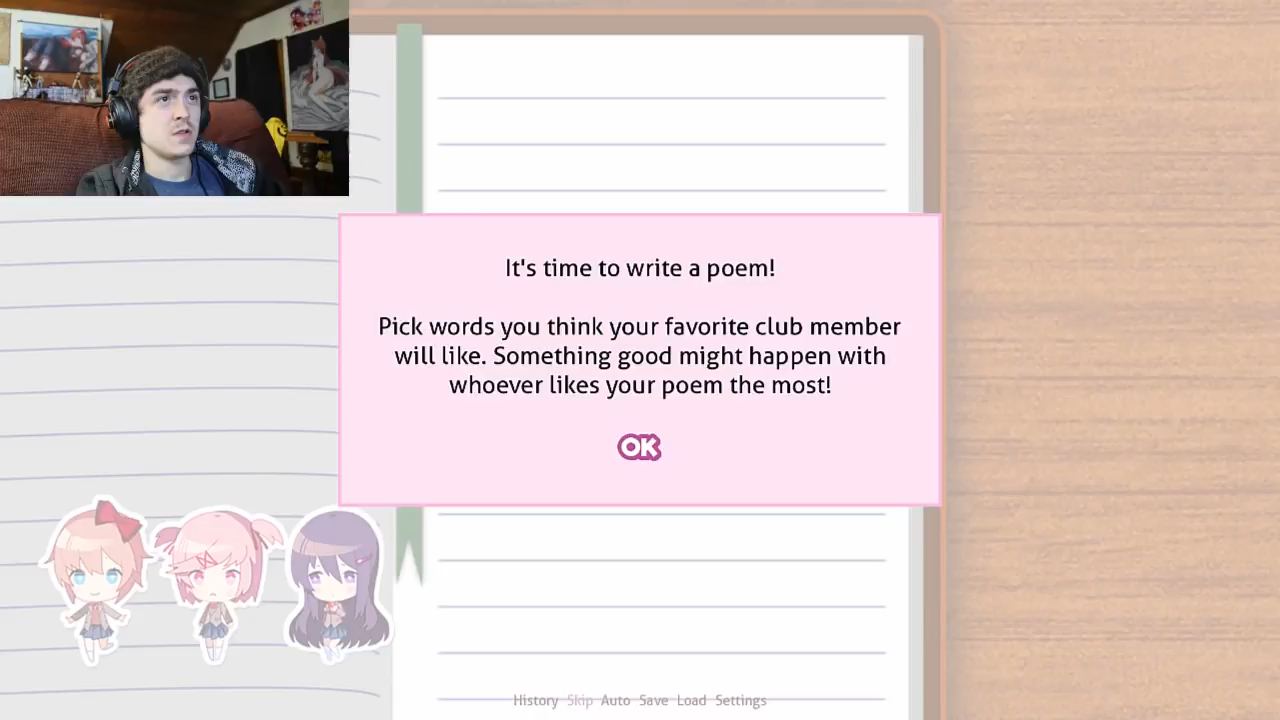 It's time to write a poem!
Pick words you think your favorite club member
will like. Something good might happen with
whoever likes your poem the most!
OK
History Skip Auto Save Load Settings